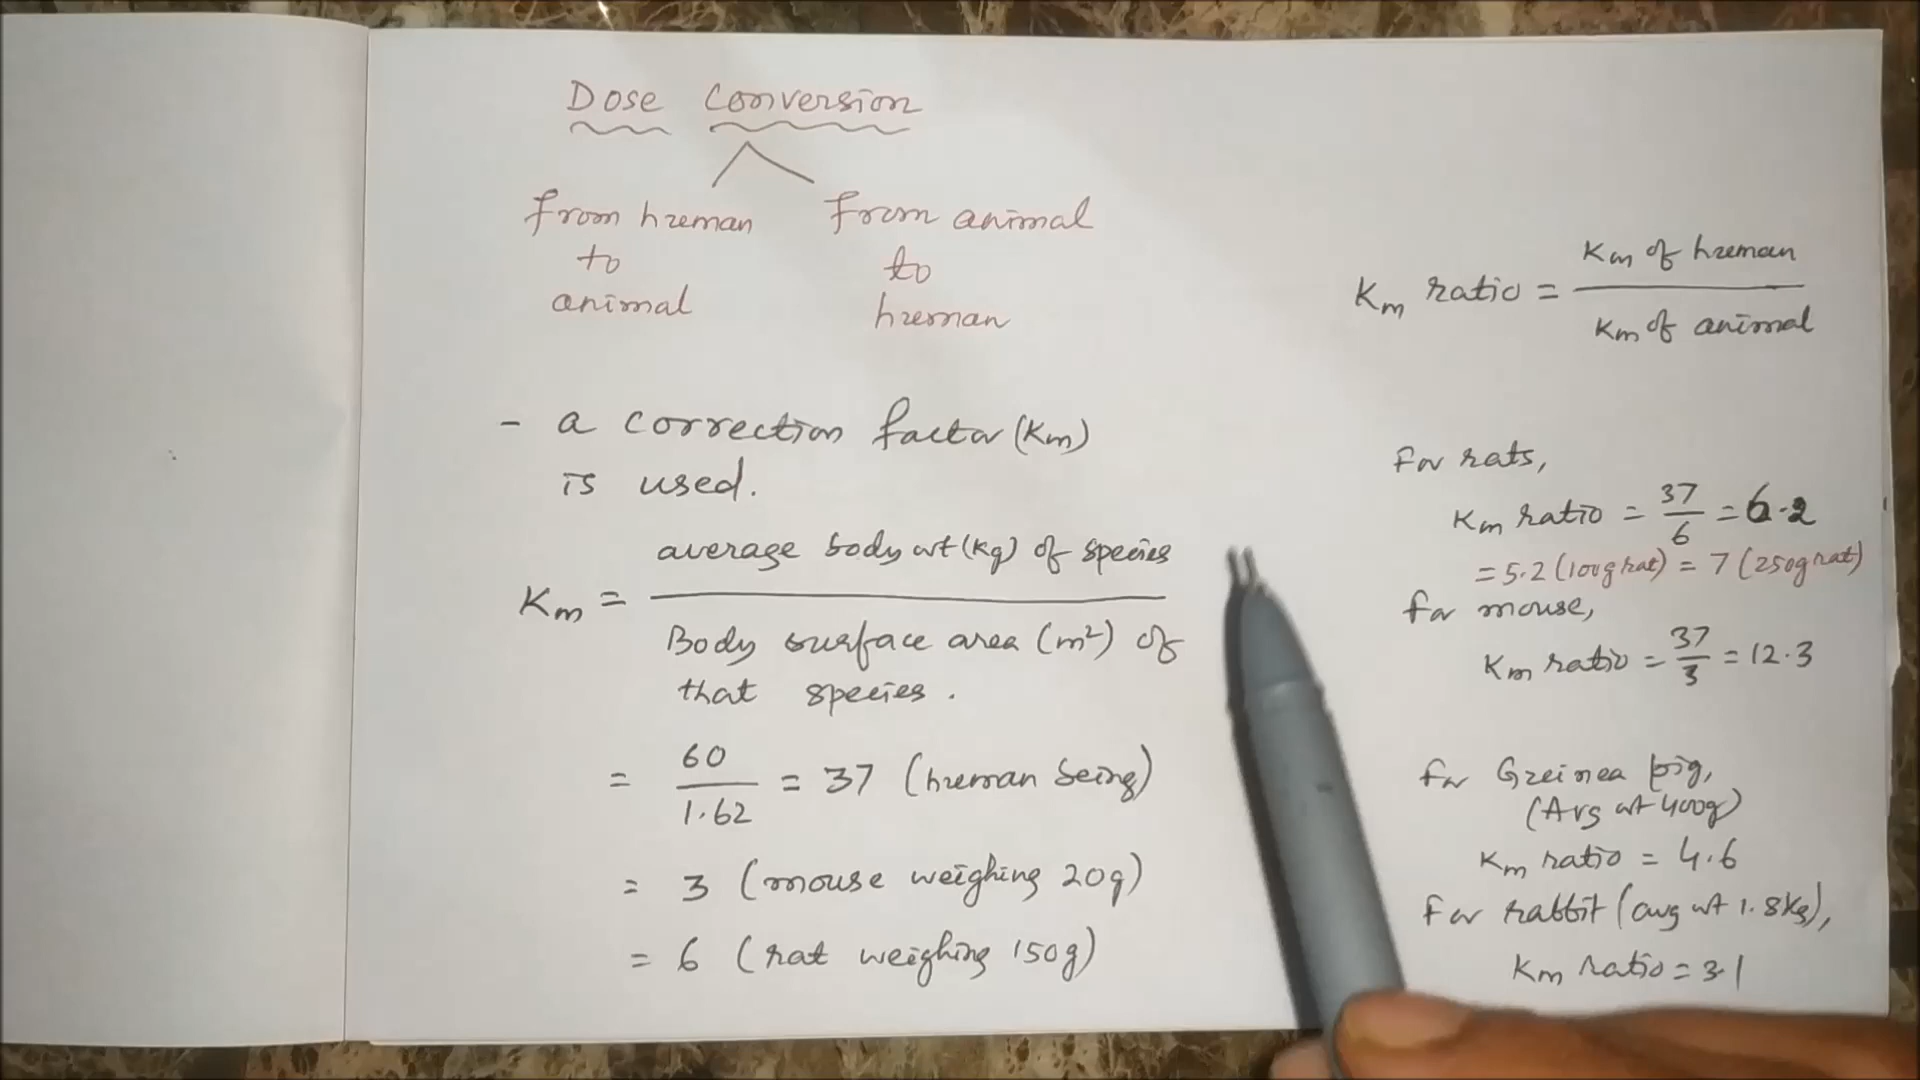 Dose Conversion
from human
to
animal
from animal
to
human
- a correction factor (Km)
is used.
Km = average body wt (kg) of species
Body surface area (m²) of
that species.
= 60
1.62
= 37 (human being)
= 3 (mouse weighing 20g)
= 6 (rat weighing 150g)
Km ratio = Km of human
Km of animal
For rats,
Km ratio = 37
6
= 6.2
= 5.2 (100g rat) = 7 (250g rat)
for mouse,
Km ratio = 37
3
= 12.3
for Guinea pig,
(Avg wt 400g)
Km ratio = 4.6
For rabbit (avg wt 1.8kg),
Km ratio = 3.1